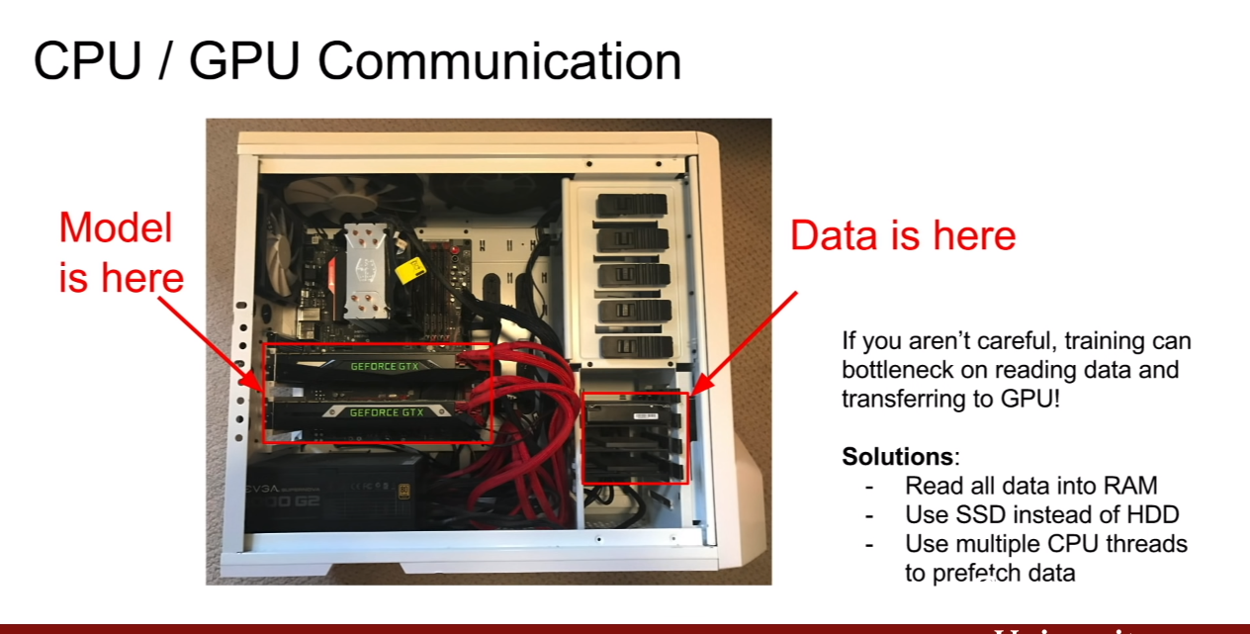 CPU / GPU Communication
Model
is here
Data is here
GEFORCE GTX
GEFORCE GTX
EVGA
G2
If you aren't careful, training can
bottleneck on reading data and
transferring to GPU!
Solutions:
- Read all data into RAM
- Use SSD instead of HDD
- Use multiple CPU threads
to prefetch data